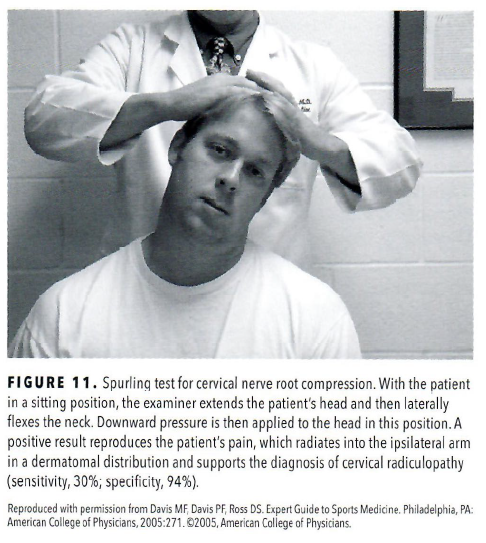 FIGURE 11. Spurling test for cervical nerve root compression. With the patient
in a sitting position, the examiner extends the patient's head and then laterally
flexes the neck. Downward pressure is then applied to the head in this position. A
positive result reproduces the patient's pain, which radiates into the ipsilateral arm
in a dermatomal distribution and supports the diagnosis of cervical radiculopathy
(sensitivity, 30%; specificity, 94%).
Reproduced with permission from Davis MF, Davis PF, Ross DS. Expert Guide to Sports Medicine. Philadelphia, PA:
American College of Physicians, 2005:271. ©2005, American College of Physicians.